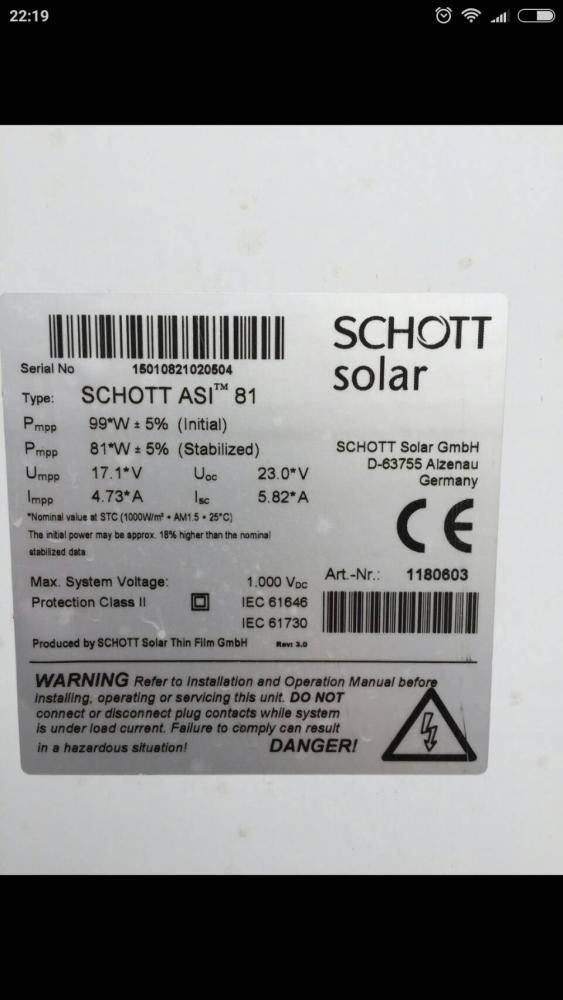 22:19
SCHOTT
solar
Serial No 15010821020504
Type: SCHOTT ASI™ 81
Pmpp 99*W ± 5% (Initial)
Pmpp 81*W ± 5% (Stabilized)
Umpp 17.1*V Uoc 23.0*V
Impp 4.73*A Isc 5.82*A
*Nominal value at STC (1000W/m² • AM1.5 • 25°C)
The initial power may be approx. 18% higher than the nominal
stabilized data
SCHOTT Solar GmbH
D-63755 Alzenau
Germany
CE
Max. System Voltage: 1.000 VDC
Protection Class II IEC 61646
IEC 61730
Art.-Nr.: 1180603
Produced by SCHOTT Solar Thin Film GmbH Rev: 3.0
WARNING Refer to Installation and Operation Manual before
installing, operating or servicing this unit. DO NOT
connect or disconnect plug contacts while system
is under load current. Failure to comply can result
in a hazardous situation! DANGER!